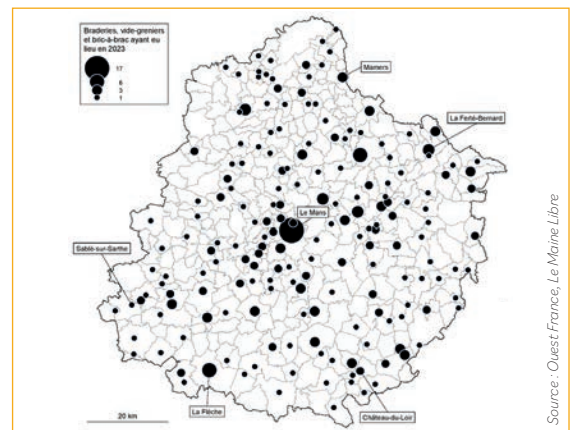 Braderies, vide-greniers
et bric-à-brac ayant eu
lieu en 2023
17
6
3
1
Mamers
La Ferté-Bernard
Le Mans
Sablé-sur-Sarthe
La Flèche
Château-du-Loir
20 km
Source : Ouest France, Le Maine Libre